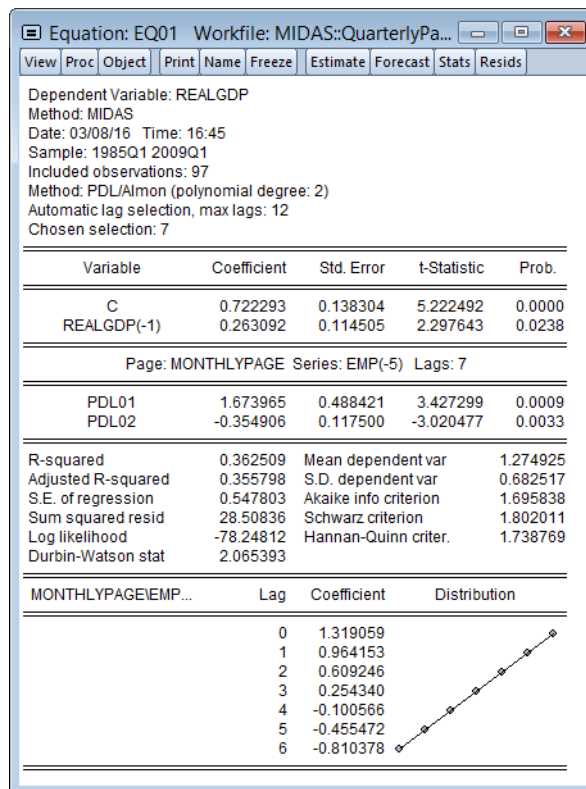 Equation: EQ01 Workfile: MIDAS::QuarterlyPa...
View Proc Object Print Name Freeze Estimate Forecast Stats Resids
Dependent Variable: REALGDP
Method: MIDAS
Date: 03/08/16 Time: 16:45
Sample: 1985Q1 2009Q1
Included observations: 97
Method: PDL/Almon (polynomial degree: 2)
Automatic lag selection, max lags: 12
Chosen selection: 7
Variable Coefficient Std. Error t-Statistic Prob.
C 0.722293 0.138304 5.222492 0.0000
REALGDP(-1) 0.263092 0.114505 2.297643 0.0238
Page: MONTHLYPAGE Series: EMP(-5) Lags: 7
PDL01 1.673965 0.488421 3.427299 0.0009
PDL02 -0.354906 0.117500 -3.020477 0.0033
R-squared 0.362509 Mean dependent var 1.274925
Adjusted R-squared 0.355798 S.D. dependent var 0.682517
S.E. of regression 0.547803 Akaike info criterion 1.695838
Sum squared resid 28.50836 Schwarz criterion 1.802011
Log likelihood -78.24812 Hannan-Quinn criter. 1.738769
Durbin-Watson stat 2.065393
MONTHLYPAGE\EMP... Lag Coefficient Distribution
0 1.319059
1 0.964153
2 0.609246
3 0.254340
4 -0.100566
5 -0.455472
6 -0.810378